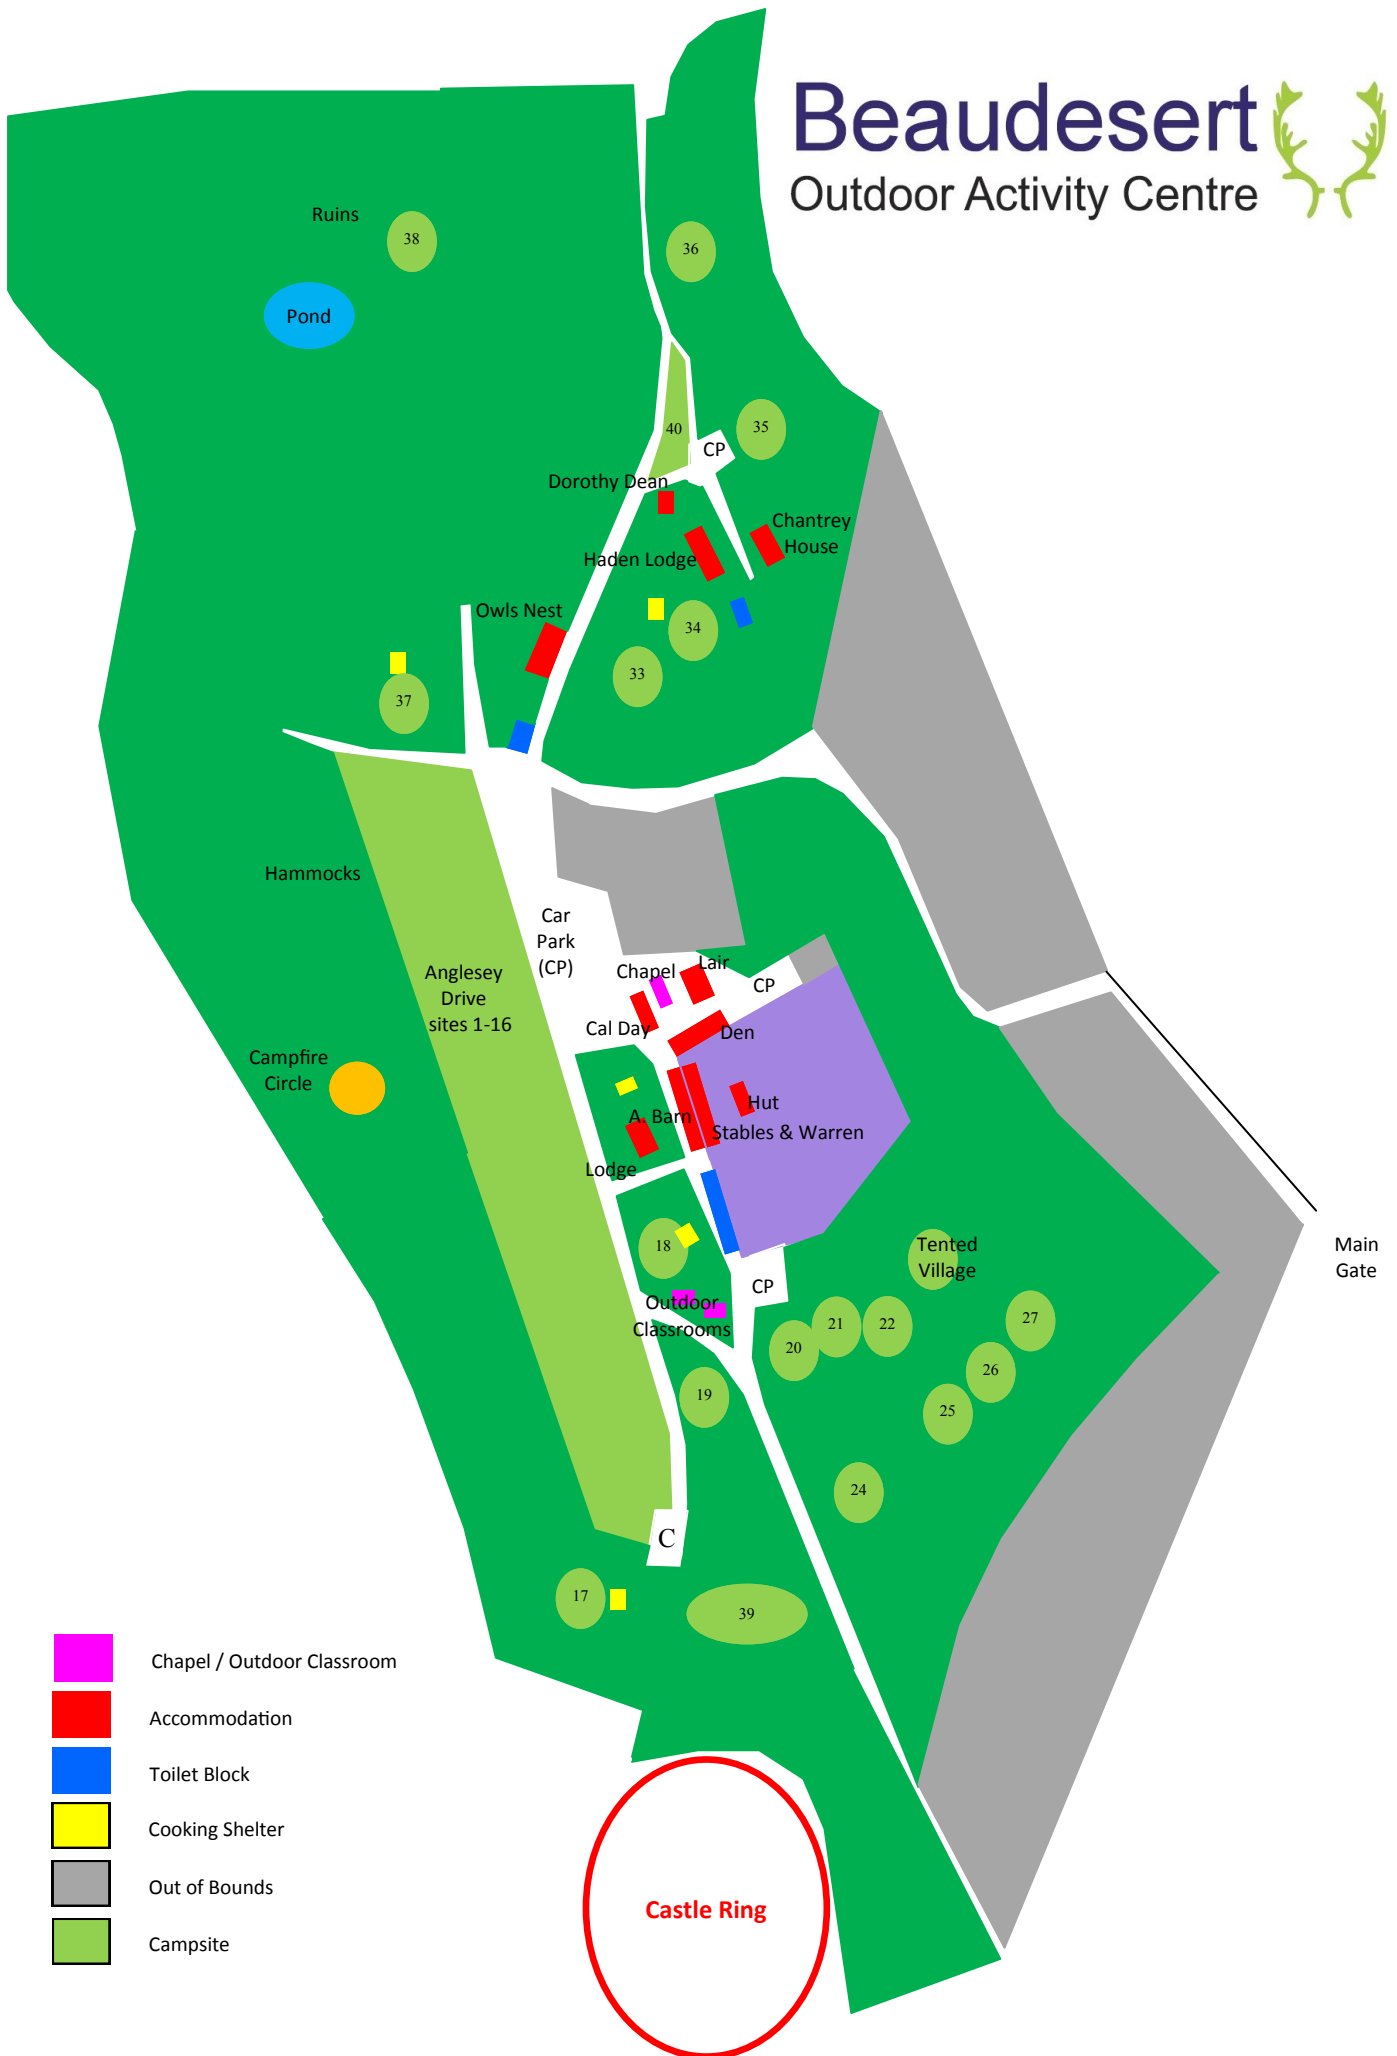 Beaudesert
Outdoor Activity Centre
Ruins
38
36
Pond
40
35
CP
Dorothy Dean
Chantrey
House
Haden Lodge
Owls Nest
34
33
37
Hammocks
Car
Park
(CP)
Anglesey
Drive
sites 1-16
Chapel
Lair
CP
Cal Day
Den
Campfire
Circle
Hut
A. Barn
Stables & Warren
Lodge
18
Tented
Village
Main
Gate
CP
Outdoor
Classrooms
20
21
22
27
26
25
19
24
C
17
39
Chapel / Outdoor Classroom
Accommodation
Toilet Block
Cooking Shelter
Out of Bounds
Campsite
Castle Ring